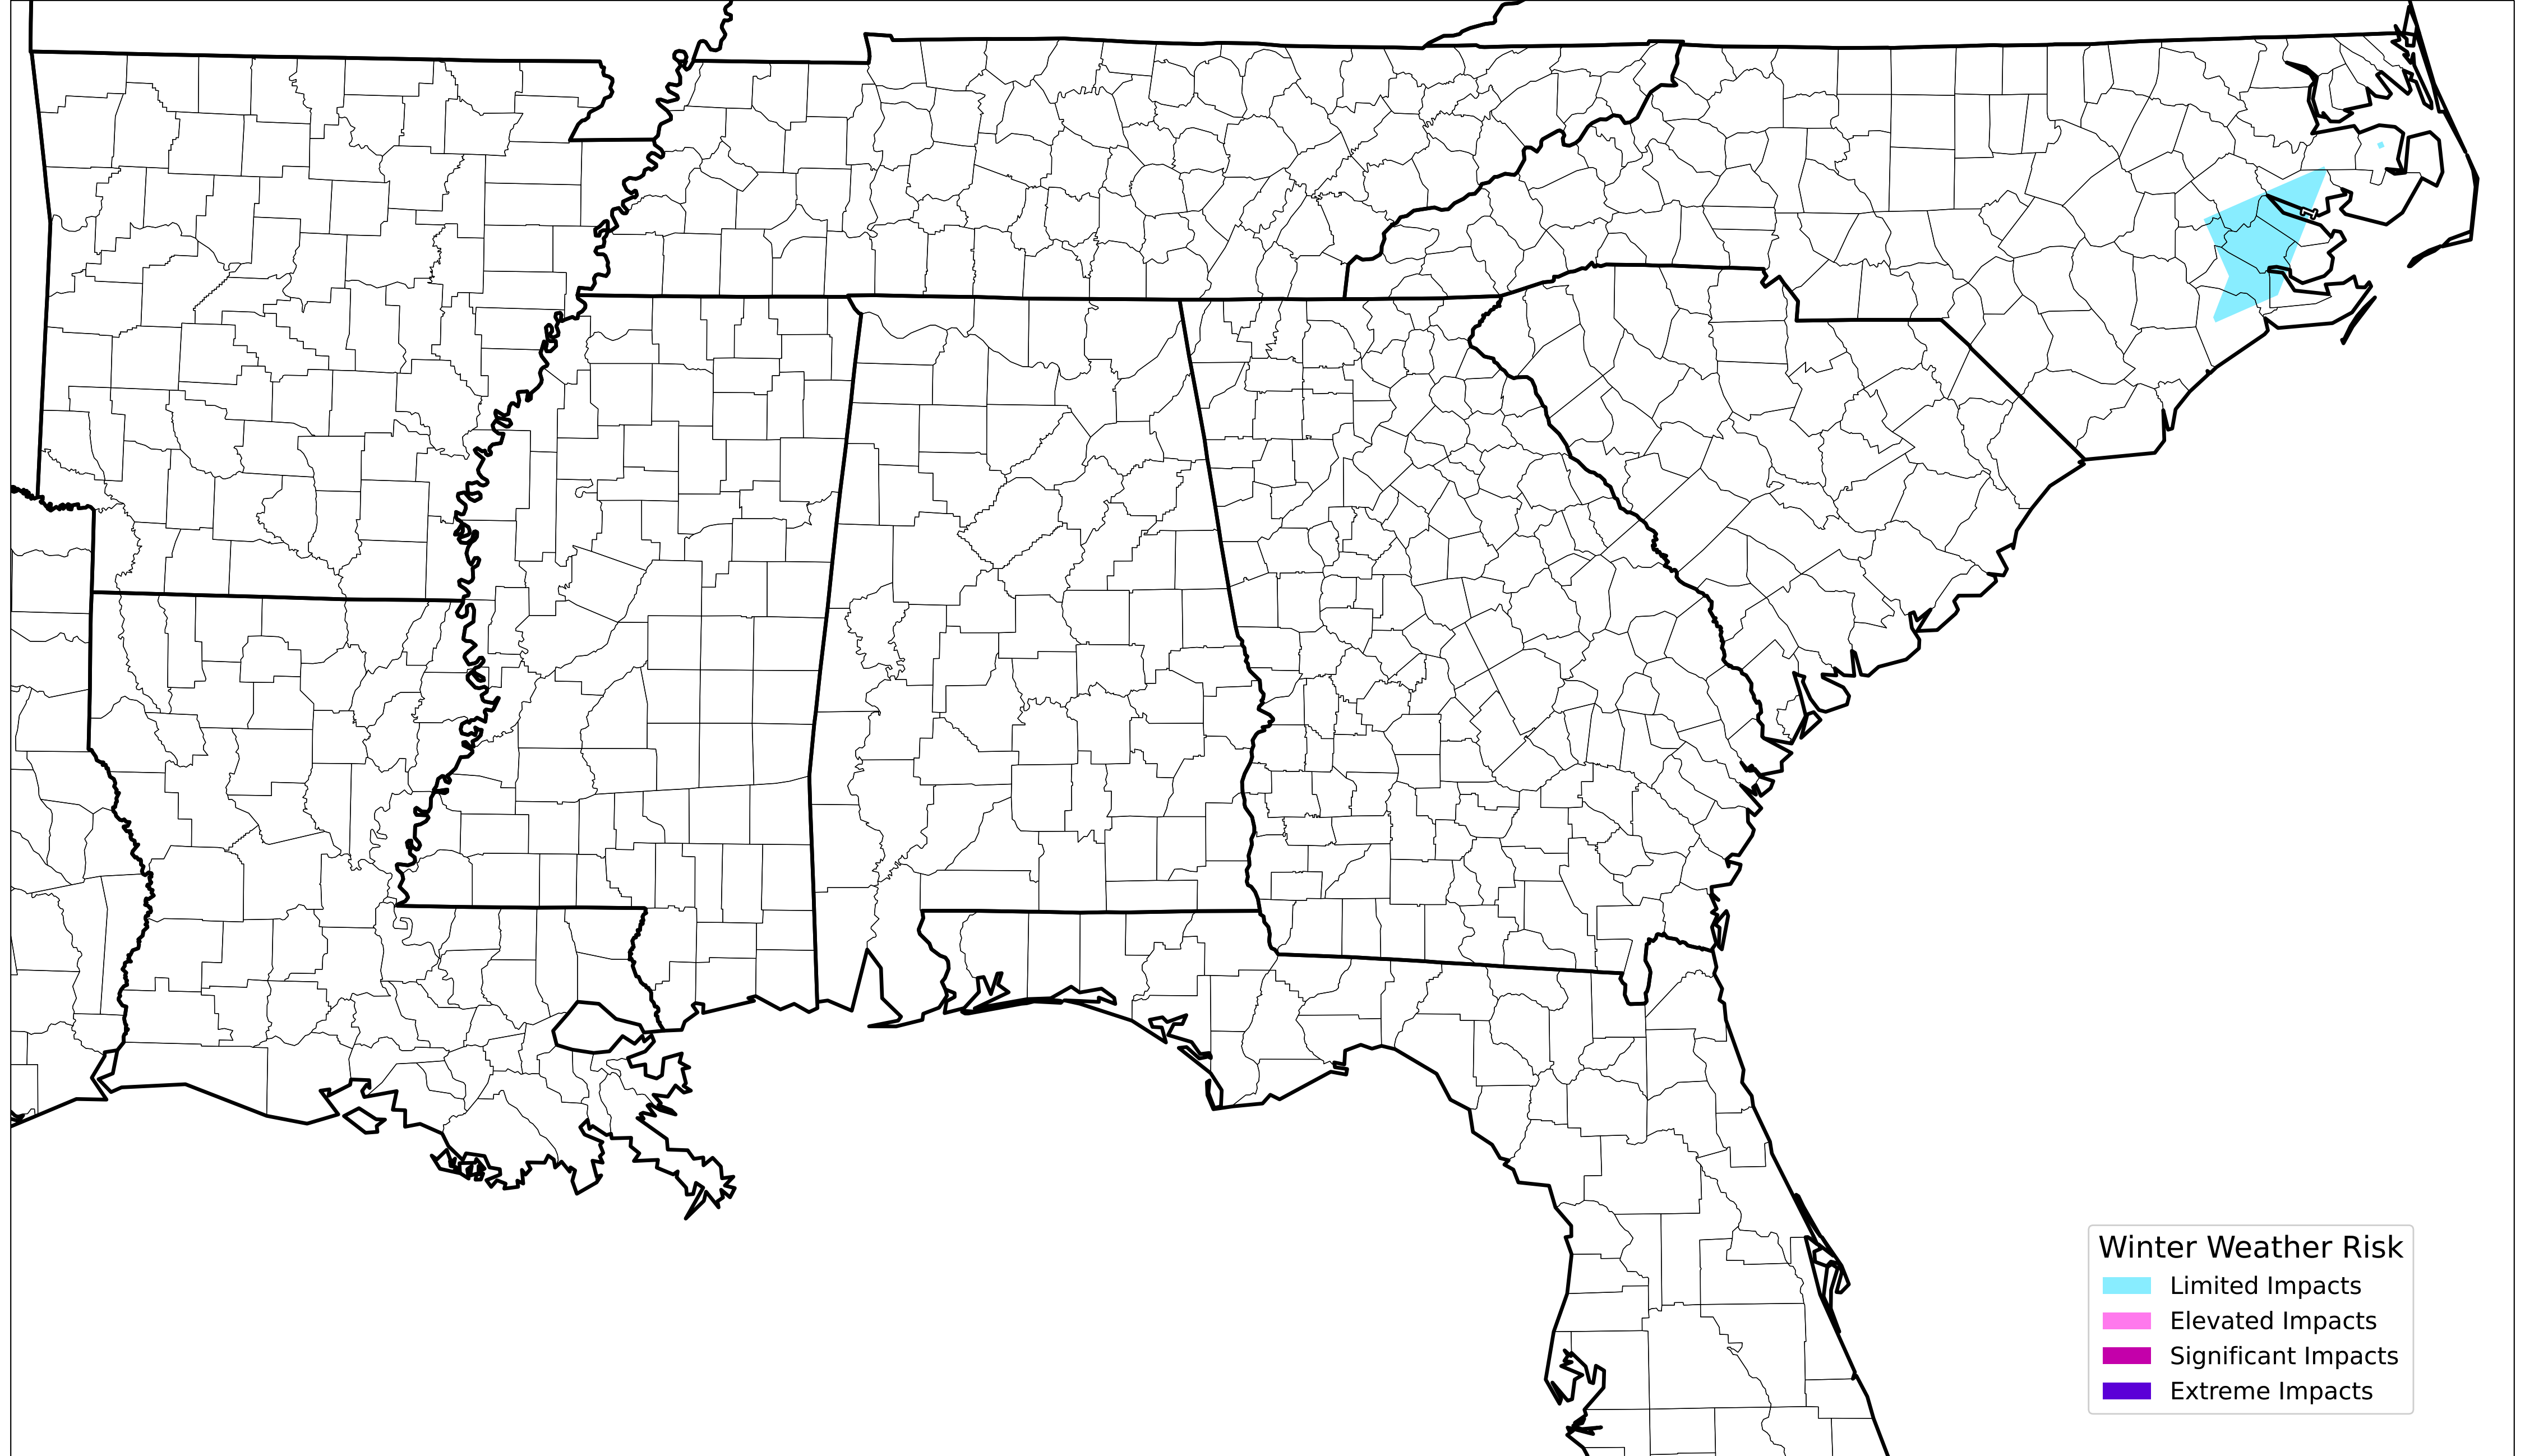 Winter Weather Risk
Limited Impacts
Elevated Impacts
Significant Impacts
Extreme Impacts